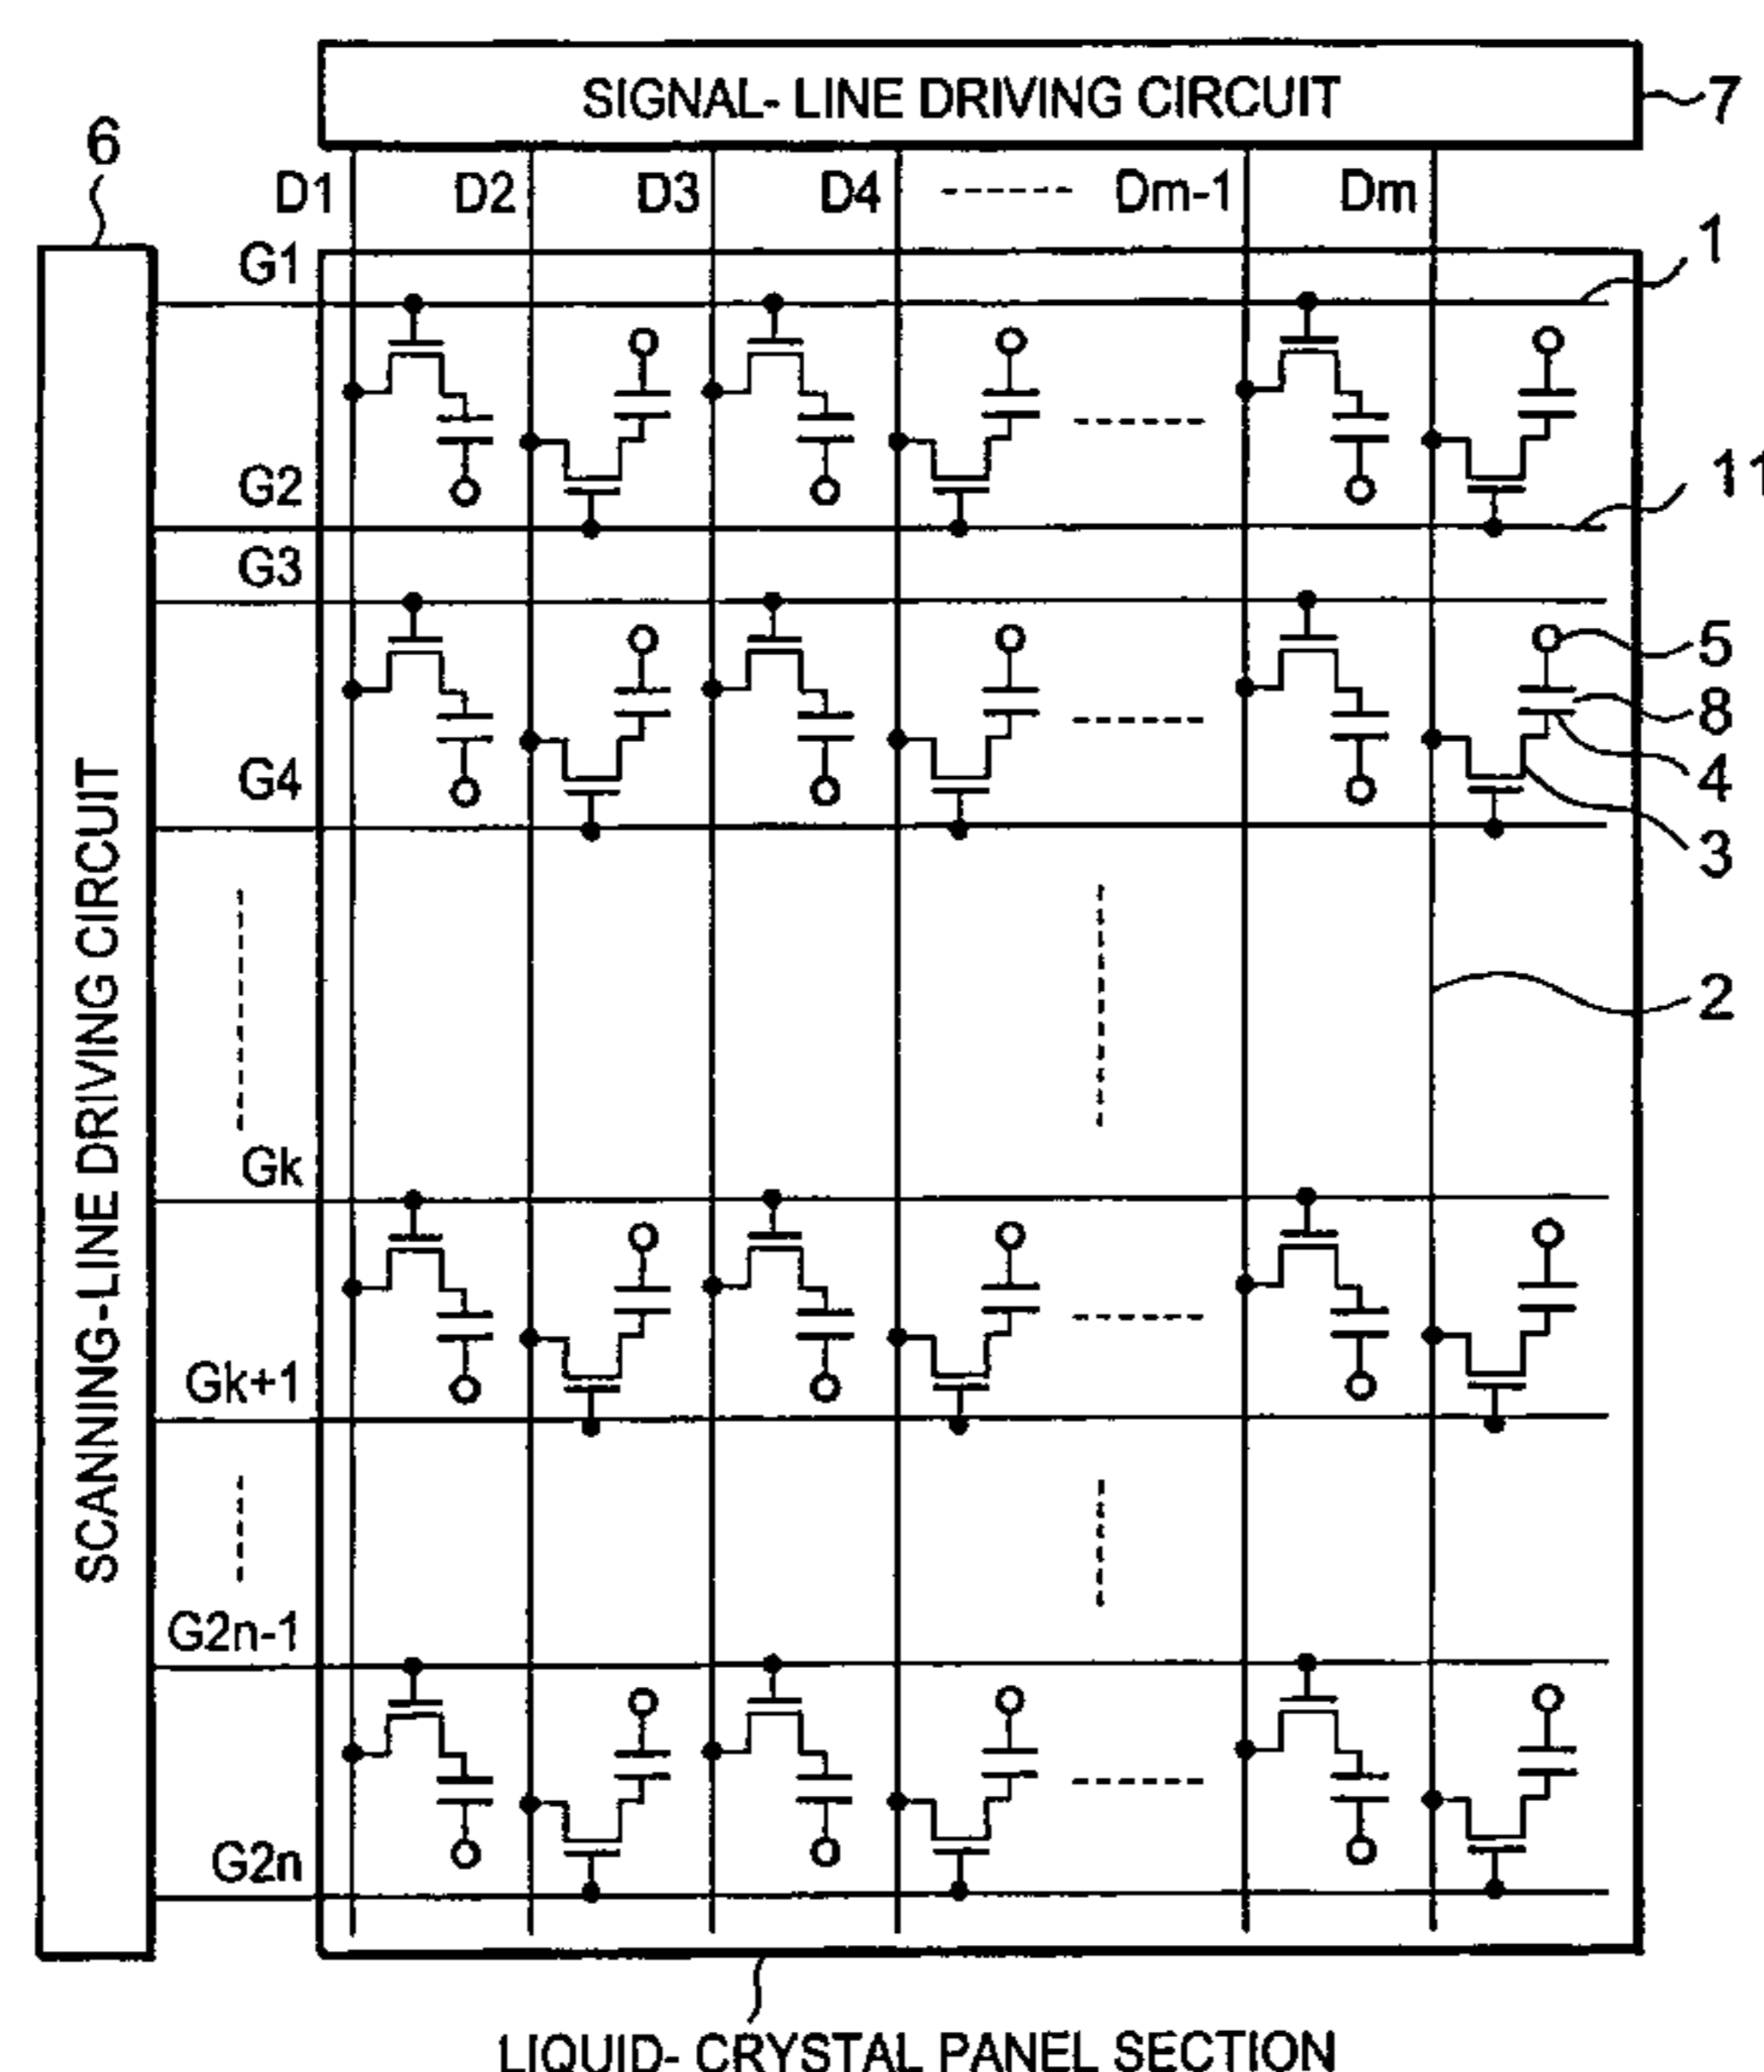 SIGNAL- LINE DRIVING CIRCUIT
7
6
D1 D2 D3 D4 Dm-1 Dm
G1
1
G2
11
G3
5
8
G4
4
3
SCANNING-LINE DRIVING CIRCUIT
2
Gk
Gk+1
G2n-1
G2n
LIQUID- CRYSTAL PANEL SECTION